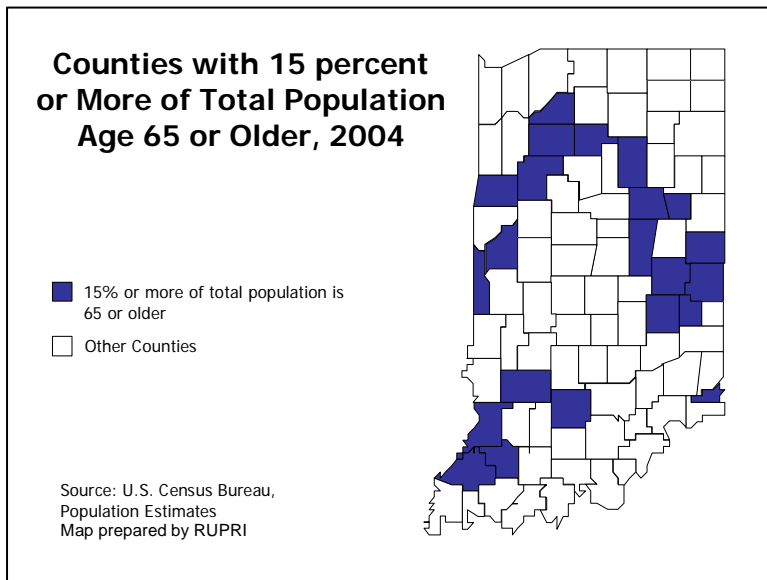 Counties with 15 percent
or More of Total Population
Age 65 or Older, 2004
15% or more of total population is
65 or older
Other Counties
Source: U.S. Census Bureau,
Population Estimates
Map prepared by RUPRI